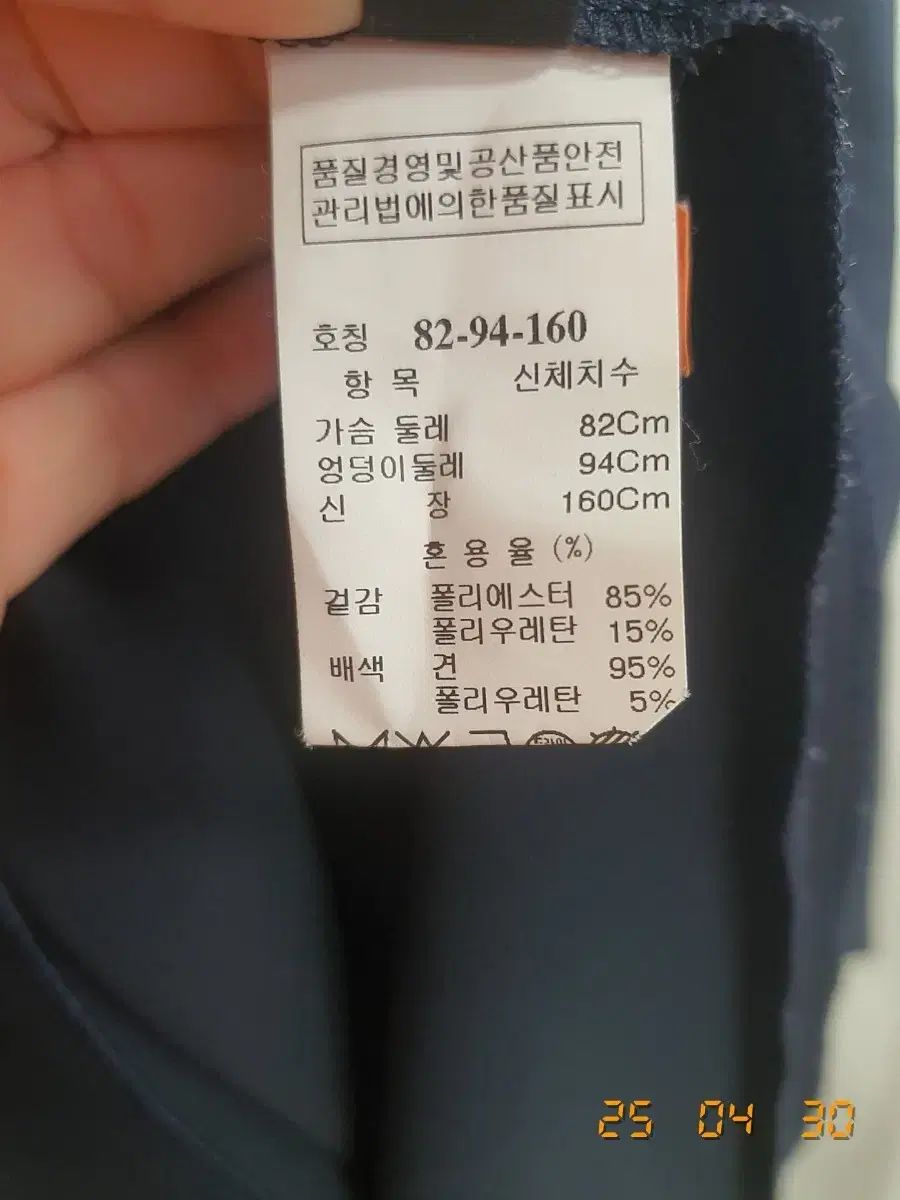 품질경영및공산품안전
관리법에의한품질표시
호칭 82-94-160
항 목 신체치수
가슴 둘레 82Cm
엉덩이둘레 94Cm
신 장 160Cm
혼 용 율 (%)
겉감 폴리에스터 85%
폴리우레탄 15%
배색 견 95%
폴리우레탄 5%
25 04 30